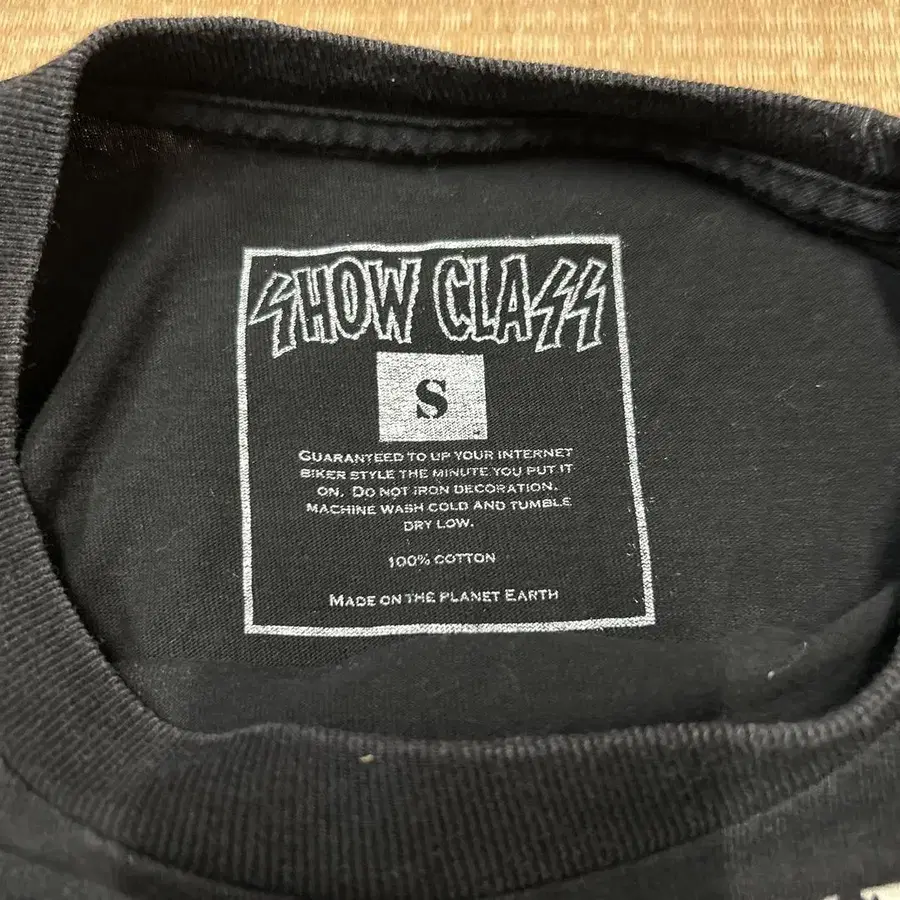 SHOW CLASS
S
GUARANTEED TO UP YOUR INTERNET
BIKER STYLE THE MINUTE YOU PUT IT
ON. DO NOT IRON DECORATION.
MACHINE WASH COLD AND TUMBLE
DRY LOW.
100% COTTON
MADE ON THE PLANET EARTH